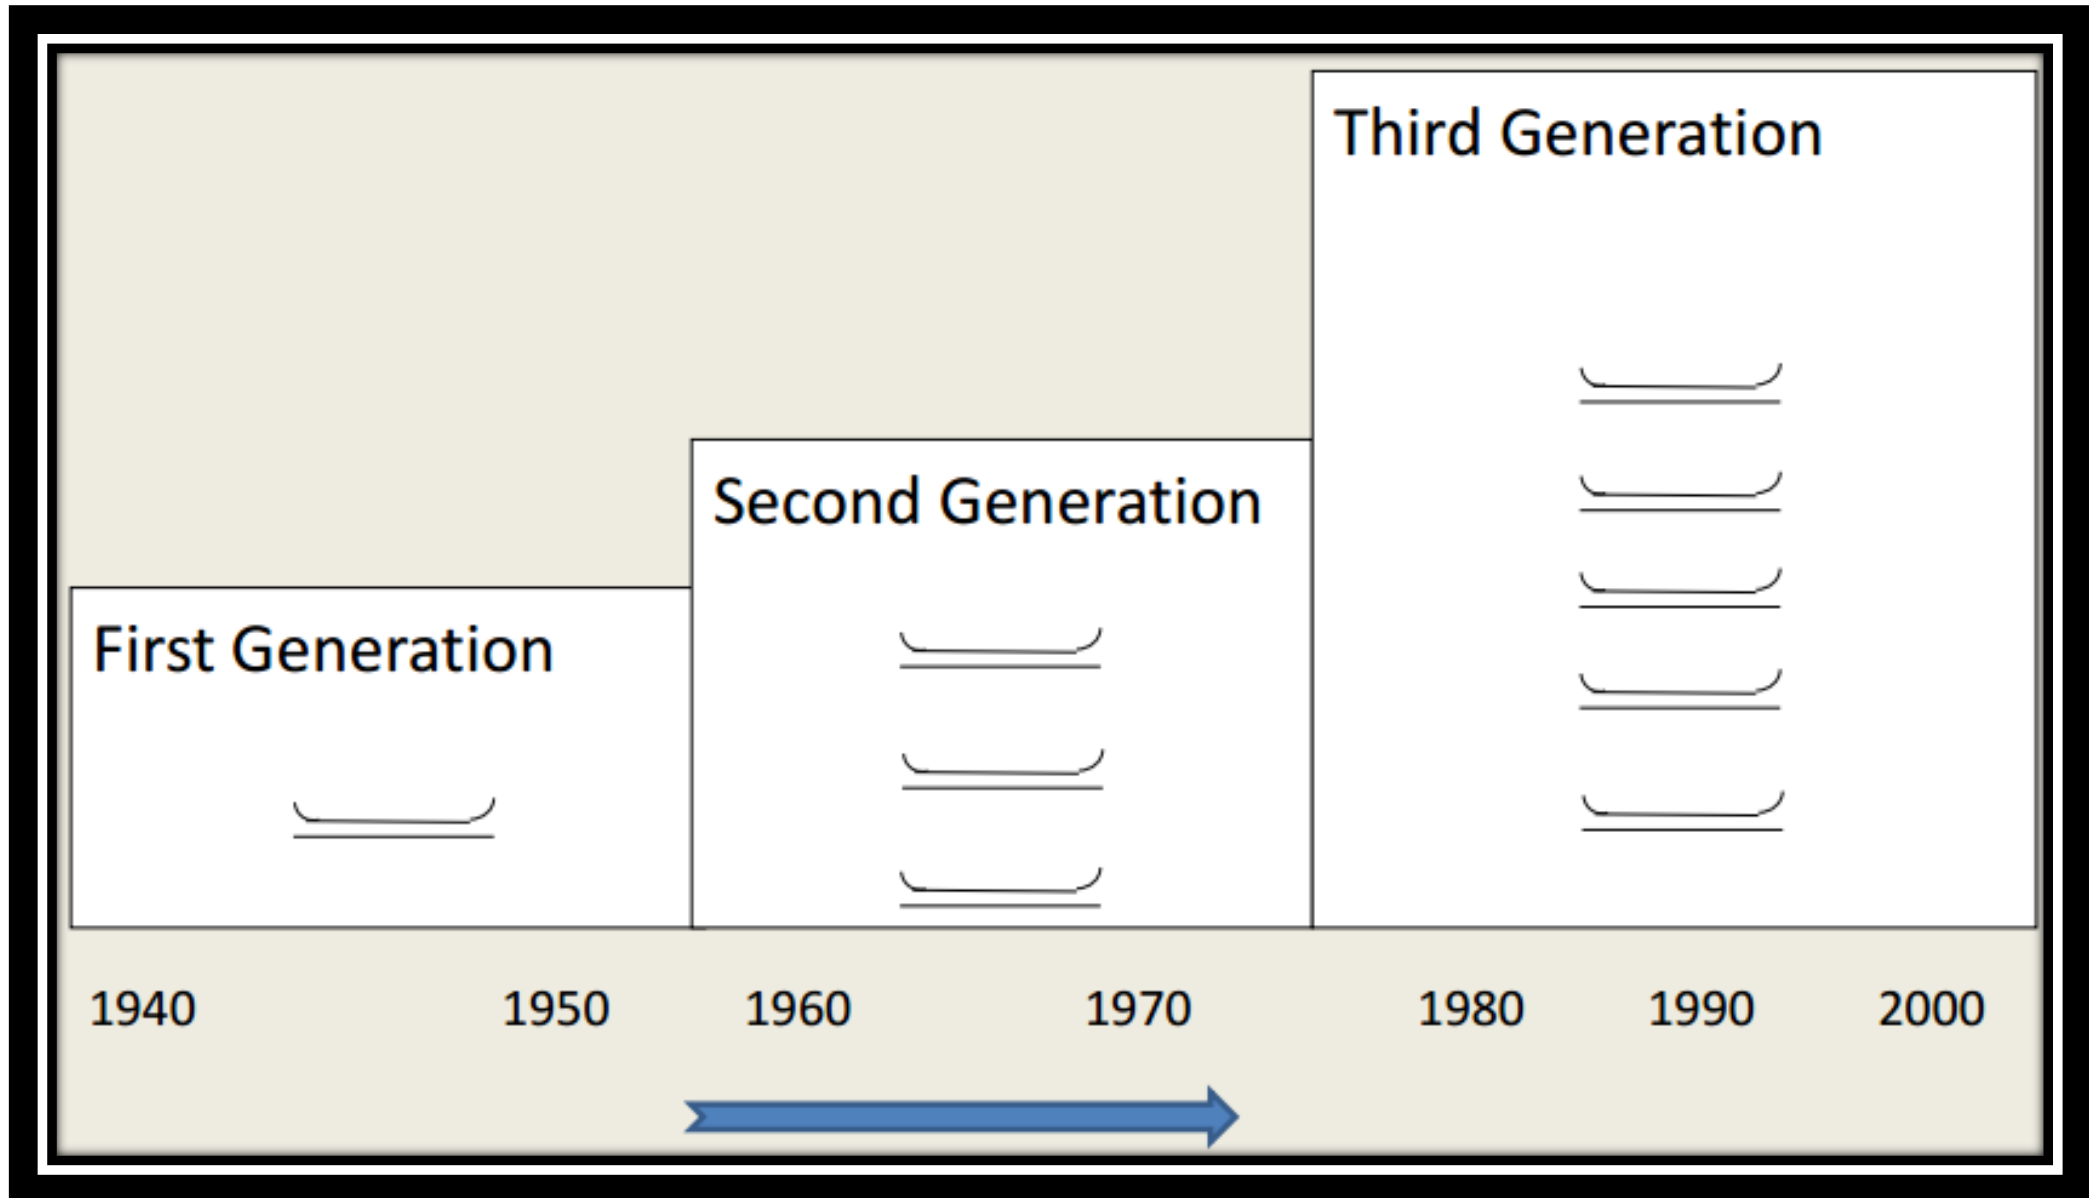 Third Generation
Second Generation
First Generation
1940 1950 1960 1970 1980 1990 2000